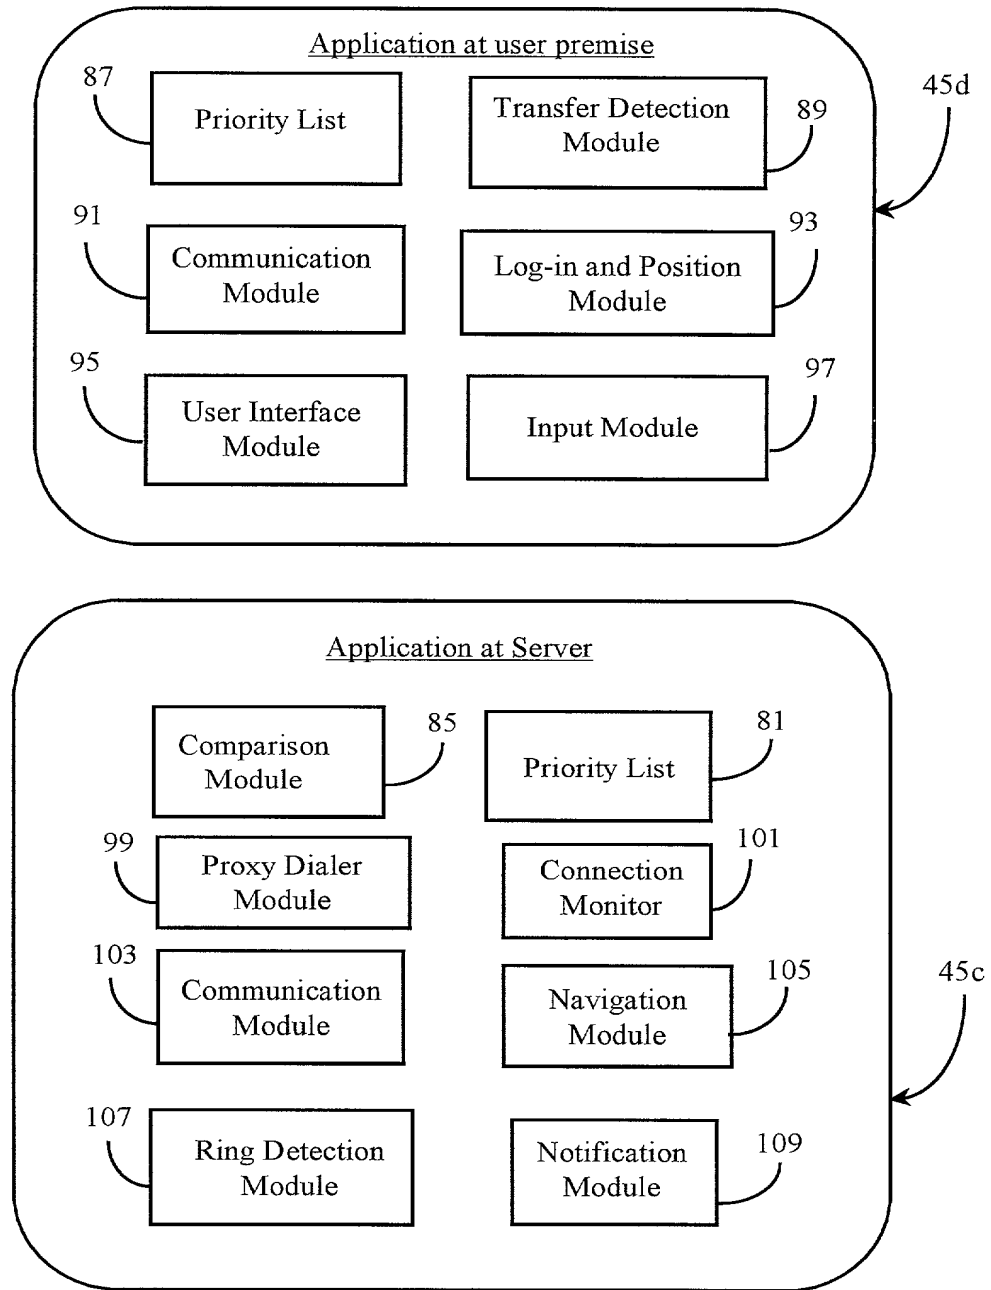 Application at user premise
87
Priority List
Transfer Detection
Module
89
45d
91
Communication
Module
93
Log-in and Position
Module
95
User Interface
Module
97
Input Module
Application at Server
Comparison
Module
85
Priority List
81
99
Proxy Dialer
Module
Connection
Monitor
101
103
Communication
Module
Navigation
Module
105
45c
107
Ring Detection
Module
Notification
Module
109